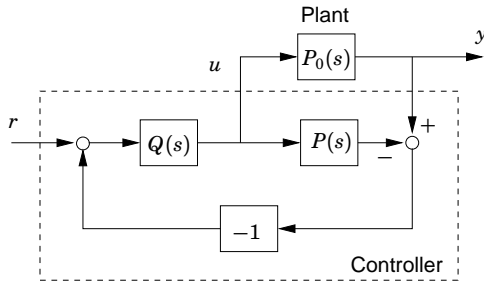 Plant
P₀(s)
y
u
r
Q(s)
P(s)
+
−
−1
Controller